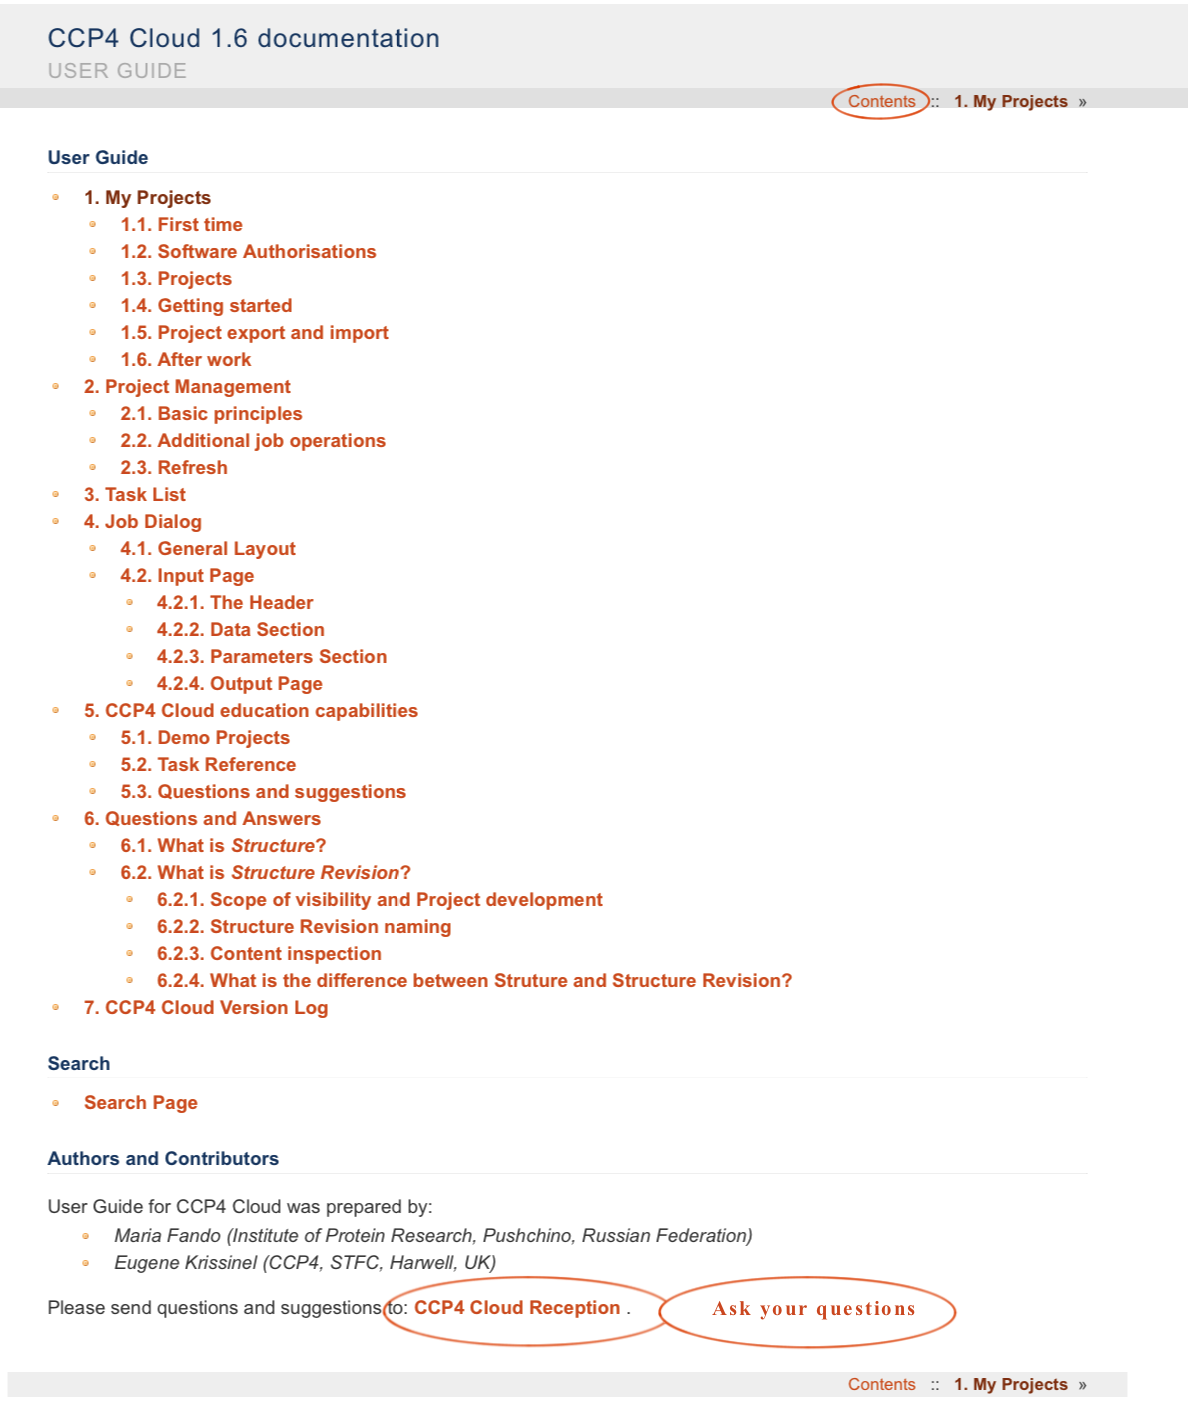 CCP4 Cloud 1.6 documentation
USER GUIDE
Contents :: 1. My Projects »
User Guide
1. My Projects
1.1. First time
1.2. Software Authorisations
1.3. Projects
1.4. Getting started
1.5. Project export and import
1.6. After work
2. Project Management
2.1. Basic principles
2.2. Additional job operations
2.3. Refresh
3. Task List
4. Job Dialog
4.1. General Layout
4.2. Input Page
4.2.1. The Header
4.2.2. Data Section
4.2.3. Parameters Section
4.2.4. Output Page
5. CCP4 Cloud education capabilities
5.1. Demo Projects
5.2. Task Reference
5.3. Questions and suggestions
6. Questions and Answers
6.1. What is Structure?
6.2. What is Structure Revision?
6.2.1. Scope of visibility and Project development
6.2.2. Structure Revision naming
6.2.3. Content inspection
6.2.4. What is the difference between Struture and Structure Revision?
7. CCP4 Cloud Version Log
Search
Search Page
Authors and Contributors
User Guide for CCP4 Cloud was prepared by:
Maria Fando (Institute of Protein Research, Pushchino, Russian Federation)
Eugene Krissinel (CCP4, STFC, Harwell, UK)
Please send questions and suggestions to: CCP4 Cloud Reception . Ask your questions
Contents :: 1. My Projects »